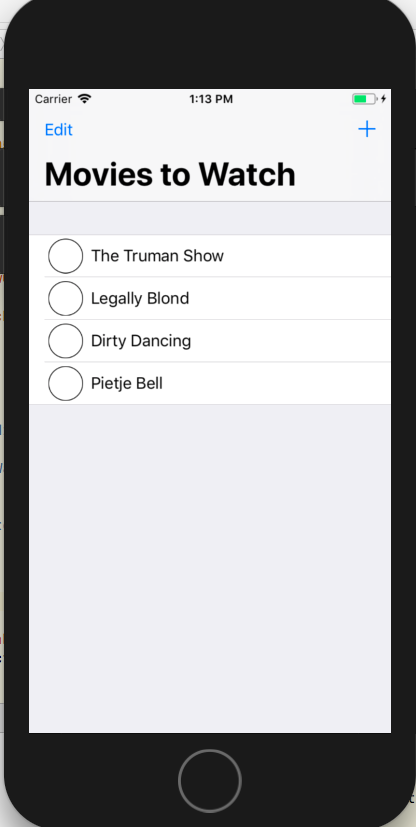 Carrier 1:13 PM
Edit +
Movies to Watch
The Truman Show
Legally Blond
Dirty Dancing
Pietje Bell